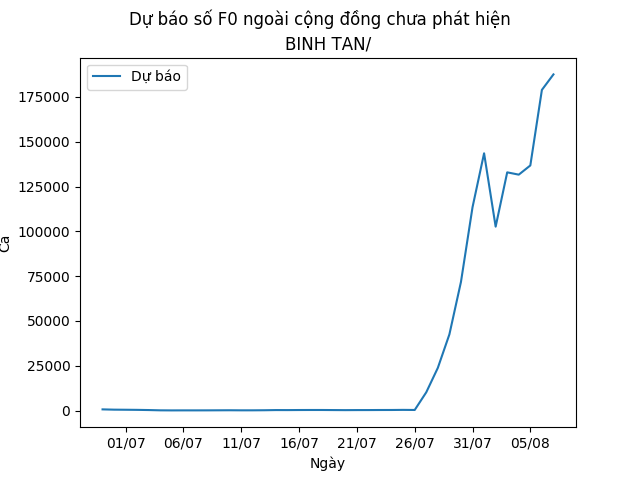 Dự báo số F0 ngoài cộng đồng chưa phát hiện
BINH TAN/
Dự báo
175000
150000
125000
100000
75000
50000
25000
0
Ca
01/07 06/07 11/07 16/07 21/07 26/07 31/07 05/08
Ngày